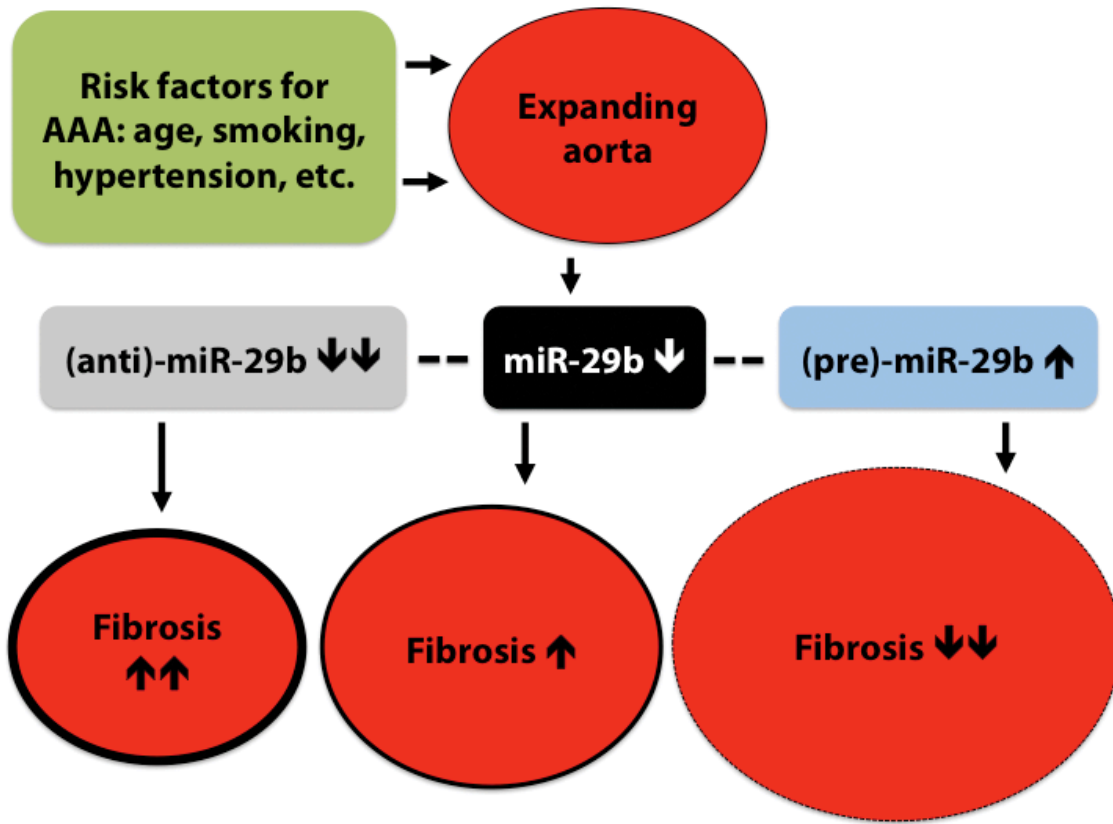 Risk factors for
AAA: age, smoking,
hypertension, etc.
Expanding
aorta
(anti)-miR-29b ↓↓
miR-29b ↓
(pre)-miR-29b ↑
Fibrosis
↑↑
Fibrosis ↑
Fibrosis ↓↓